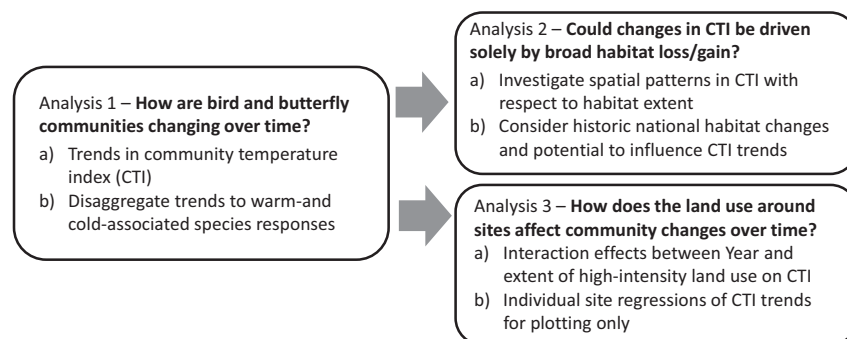 Analysis 1 – How are bird and butterfly
communities changing over time?
a) Trends in community temperature
index (CTI)
b) Disaggregate trends to warm-and
cold-associated species responses
Analysis 2 – Could changes in CTI be driven
solely by broad habitat loss/gain?
a) Investigate spatial patterns in CTI with
respect to habitat extent
b) Consider historic national habitat changes
and potential to influence CTI trends
Analysis 3 – How does the land use around
sites affect community changes over time?
a) Interaction effects between Year and
extent of high-intensity land use on CTI
b) Individual site regressions of CTI trends
for plotting only